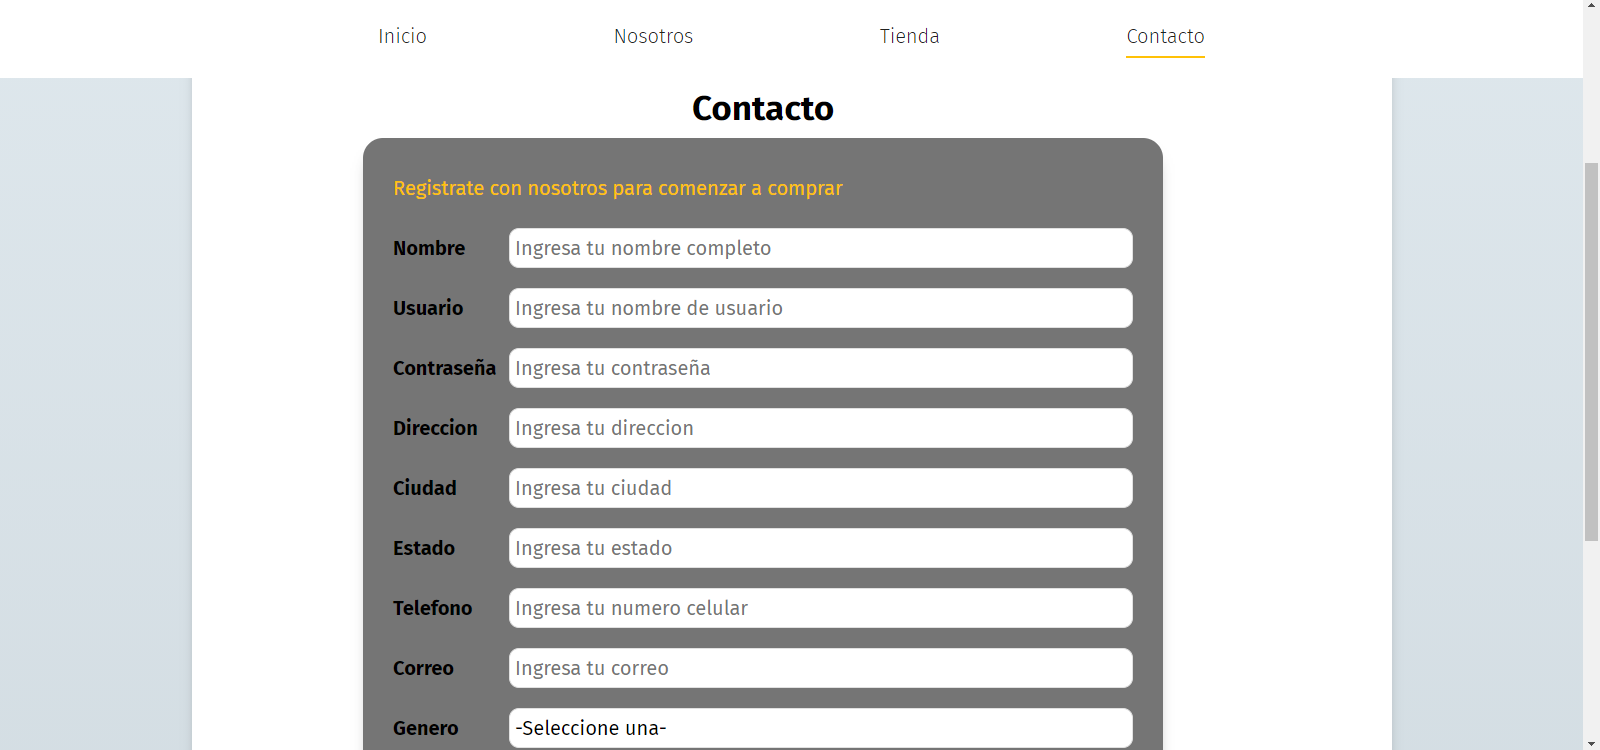 Inicio Nosotros Tienda Contacto
Contacto
Registrate con nosotros para comenzar a comprar
Nombre Ingresa tu nombre completo
Usuario Ingresa tu nombre de usuario
Contraseña Ingresa tu contraseña
Direccion Ingresa tu direccion
Ciudad Ingresa tu ciudad
Estado Ingresa tu estado
Telefono Ingresa tu numero celular
Correo Ingresa tu correo
Genero -Seleccione una-